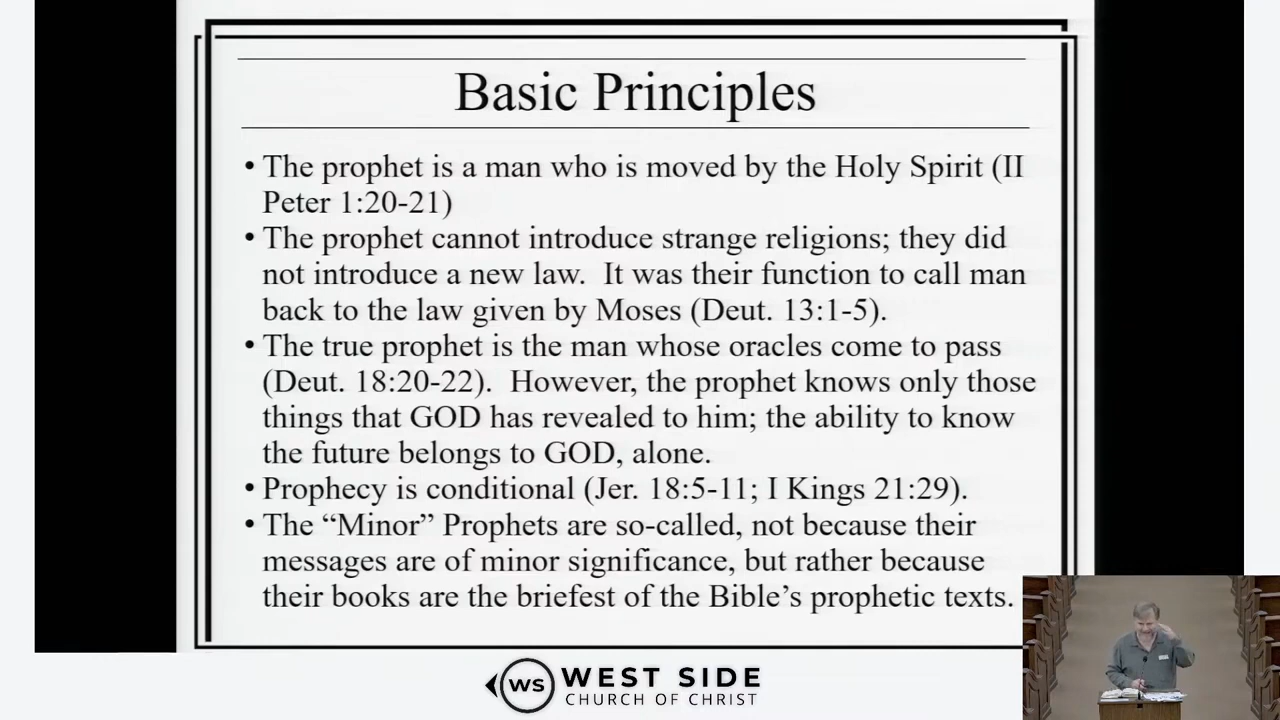 Basic Principles
• The prophet is a man who is moved by the Holy Spirit (II
Peter 1:20-21)
• The prophet cannot introduce strange religions; they did
not introduce a new law.  It was their function to call man
back to the law given by Moses (Deut. 13:1-5).
• The true prophet is the man whose oracles come to pass
(Deut. 18:20-22).  However, the prophet knows only those
things that GOD has revealed to him; the ability to know
the future belongs to GOD, alone.
• Prophecy is conditional (Jer. 18:5-11; I Kings 21:29).
• The “Minor” Prophets are so-called, not because their
messages are of minor significance, but rather because
their books are the briefest of the Bible’s prophetic texts.
WS WEST SIDE
CHURCH OF CHRIST